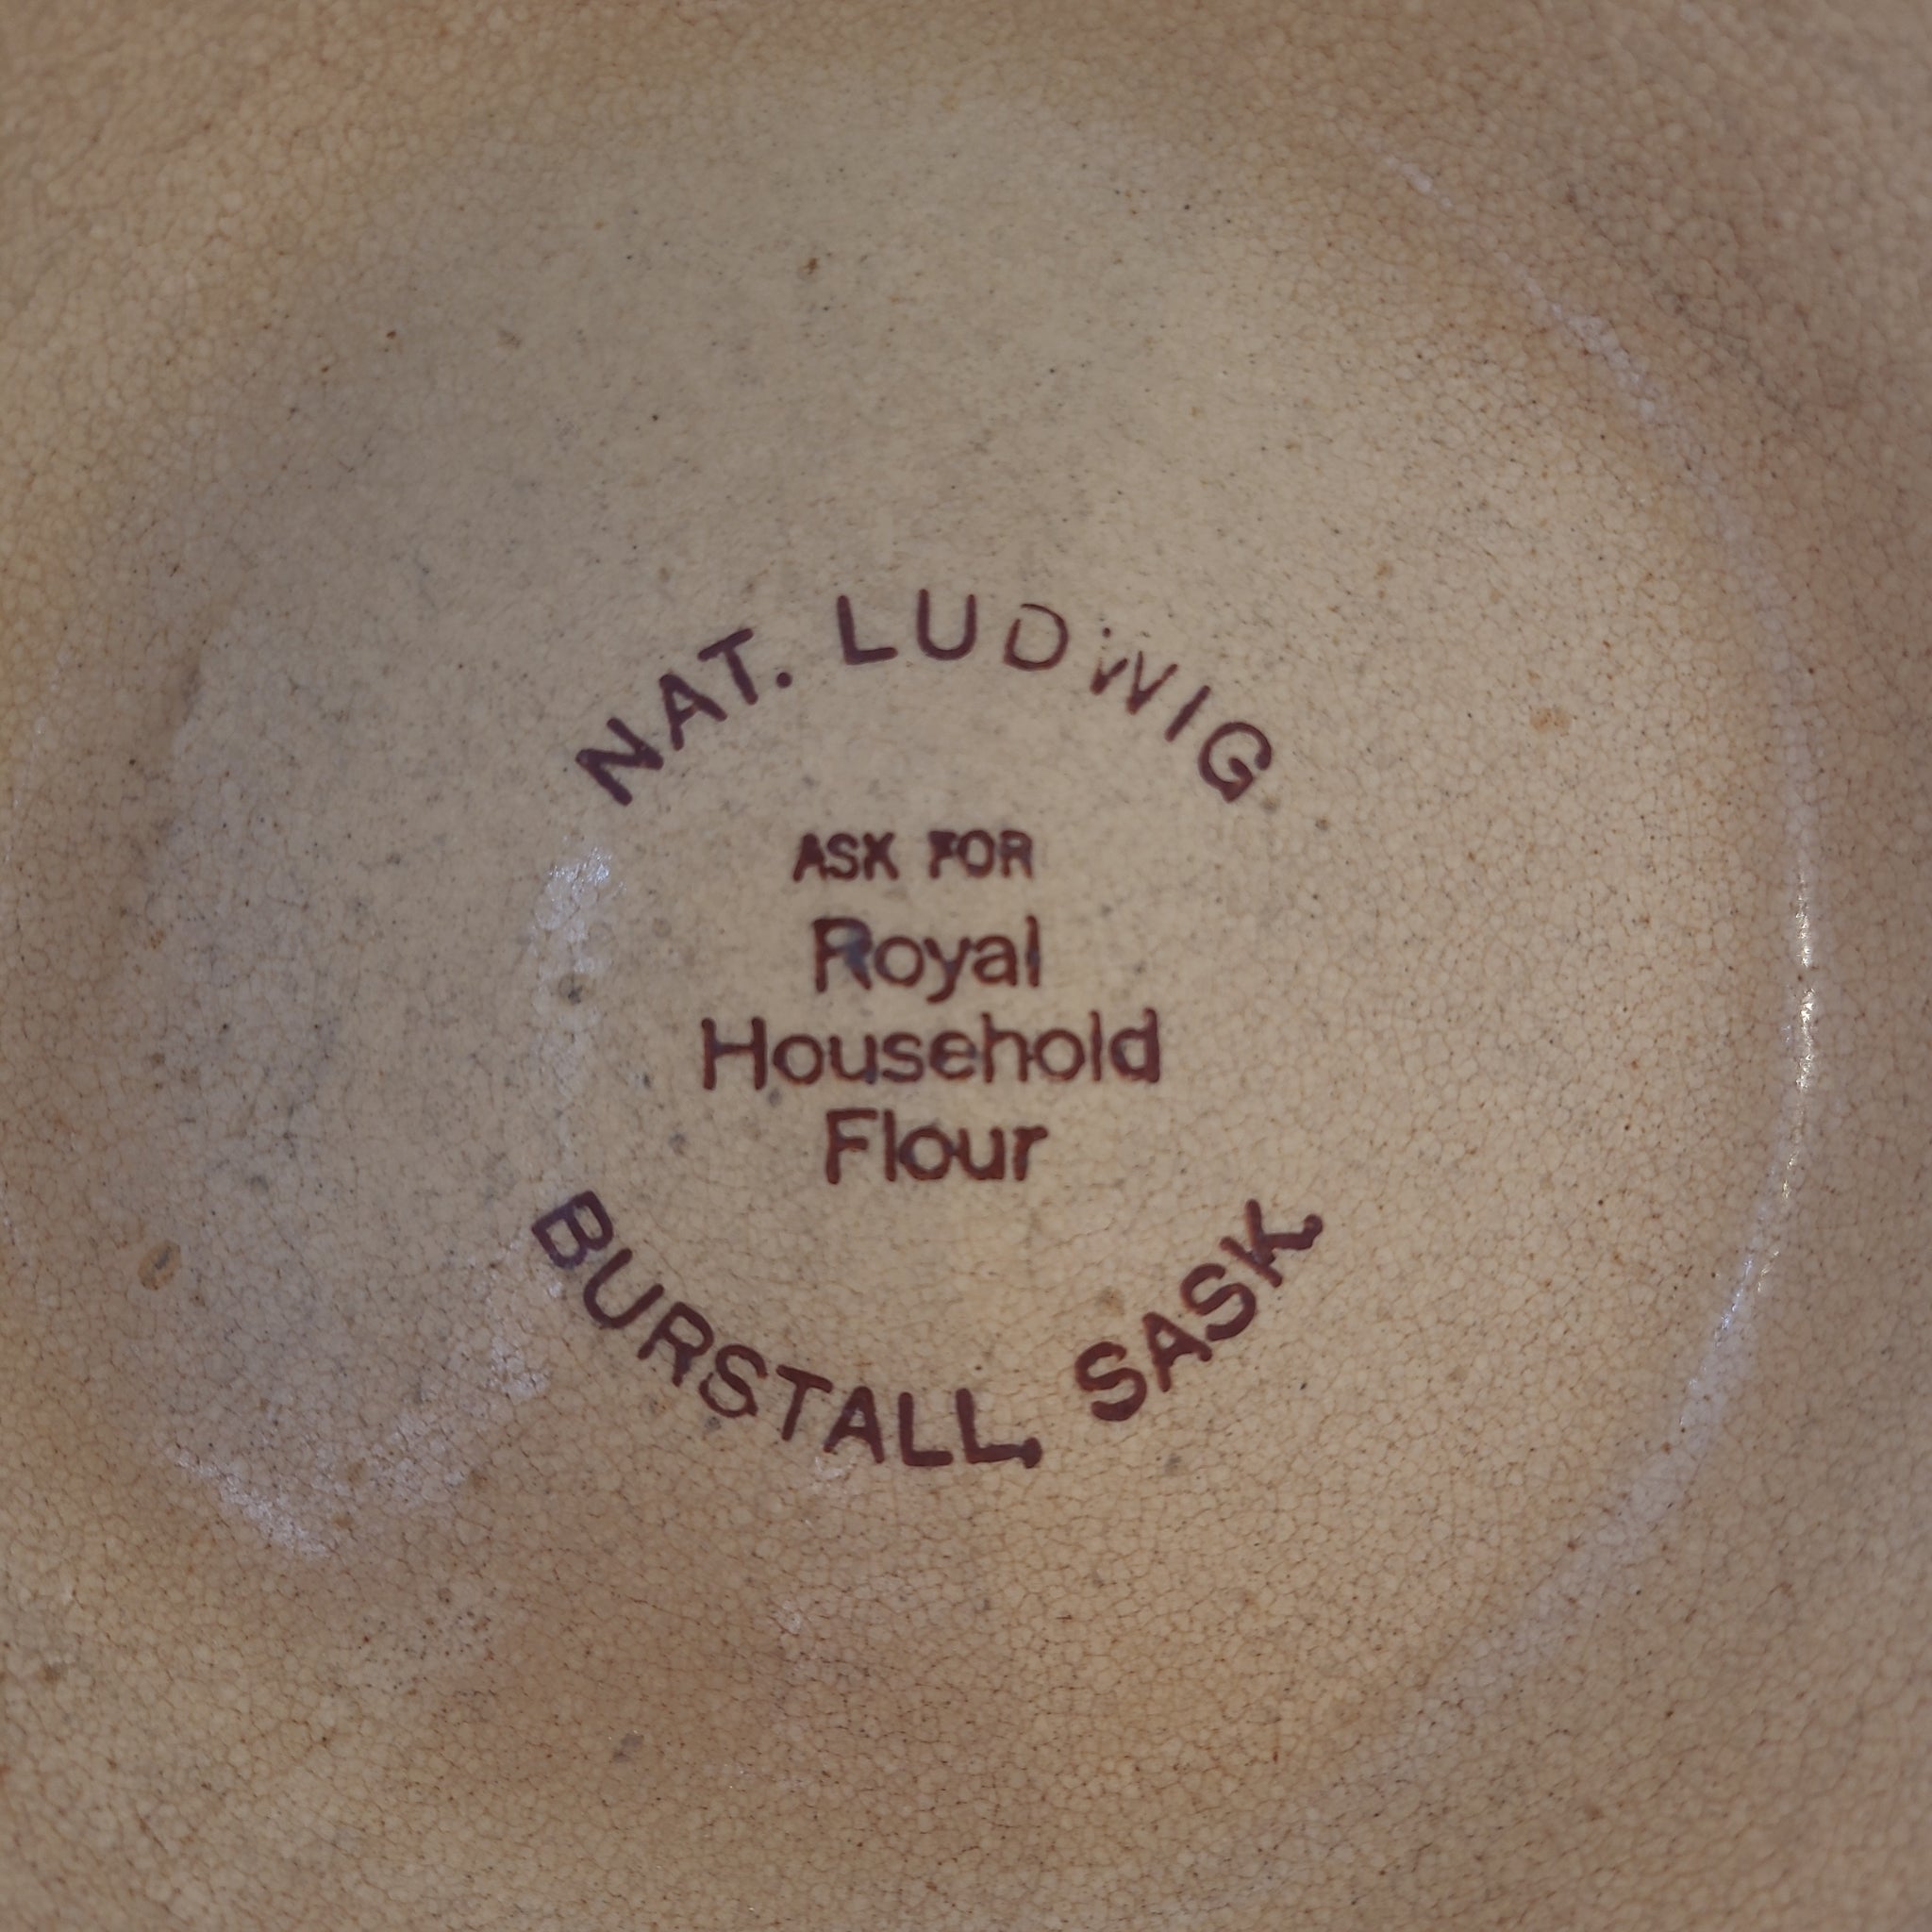 NAT. LUDWIG
ASK FOR
Royal
Household
Flour
BURSTALL, SASK